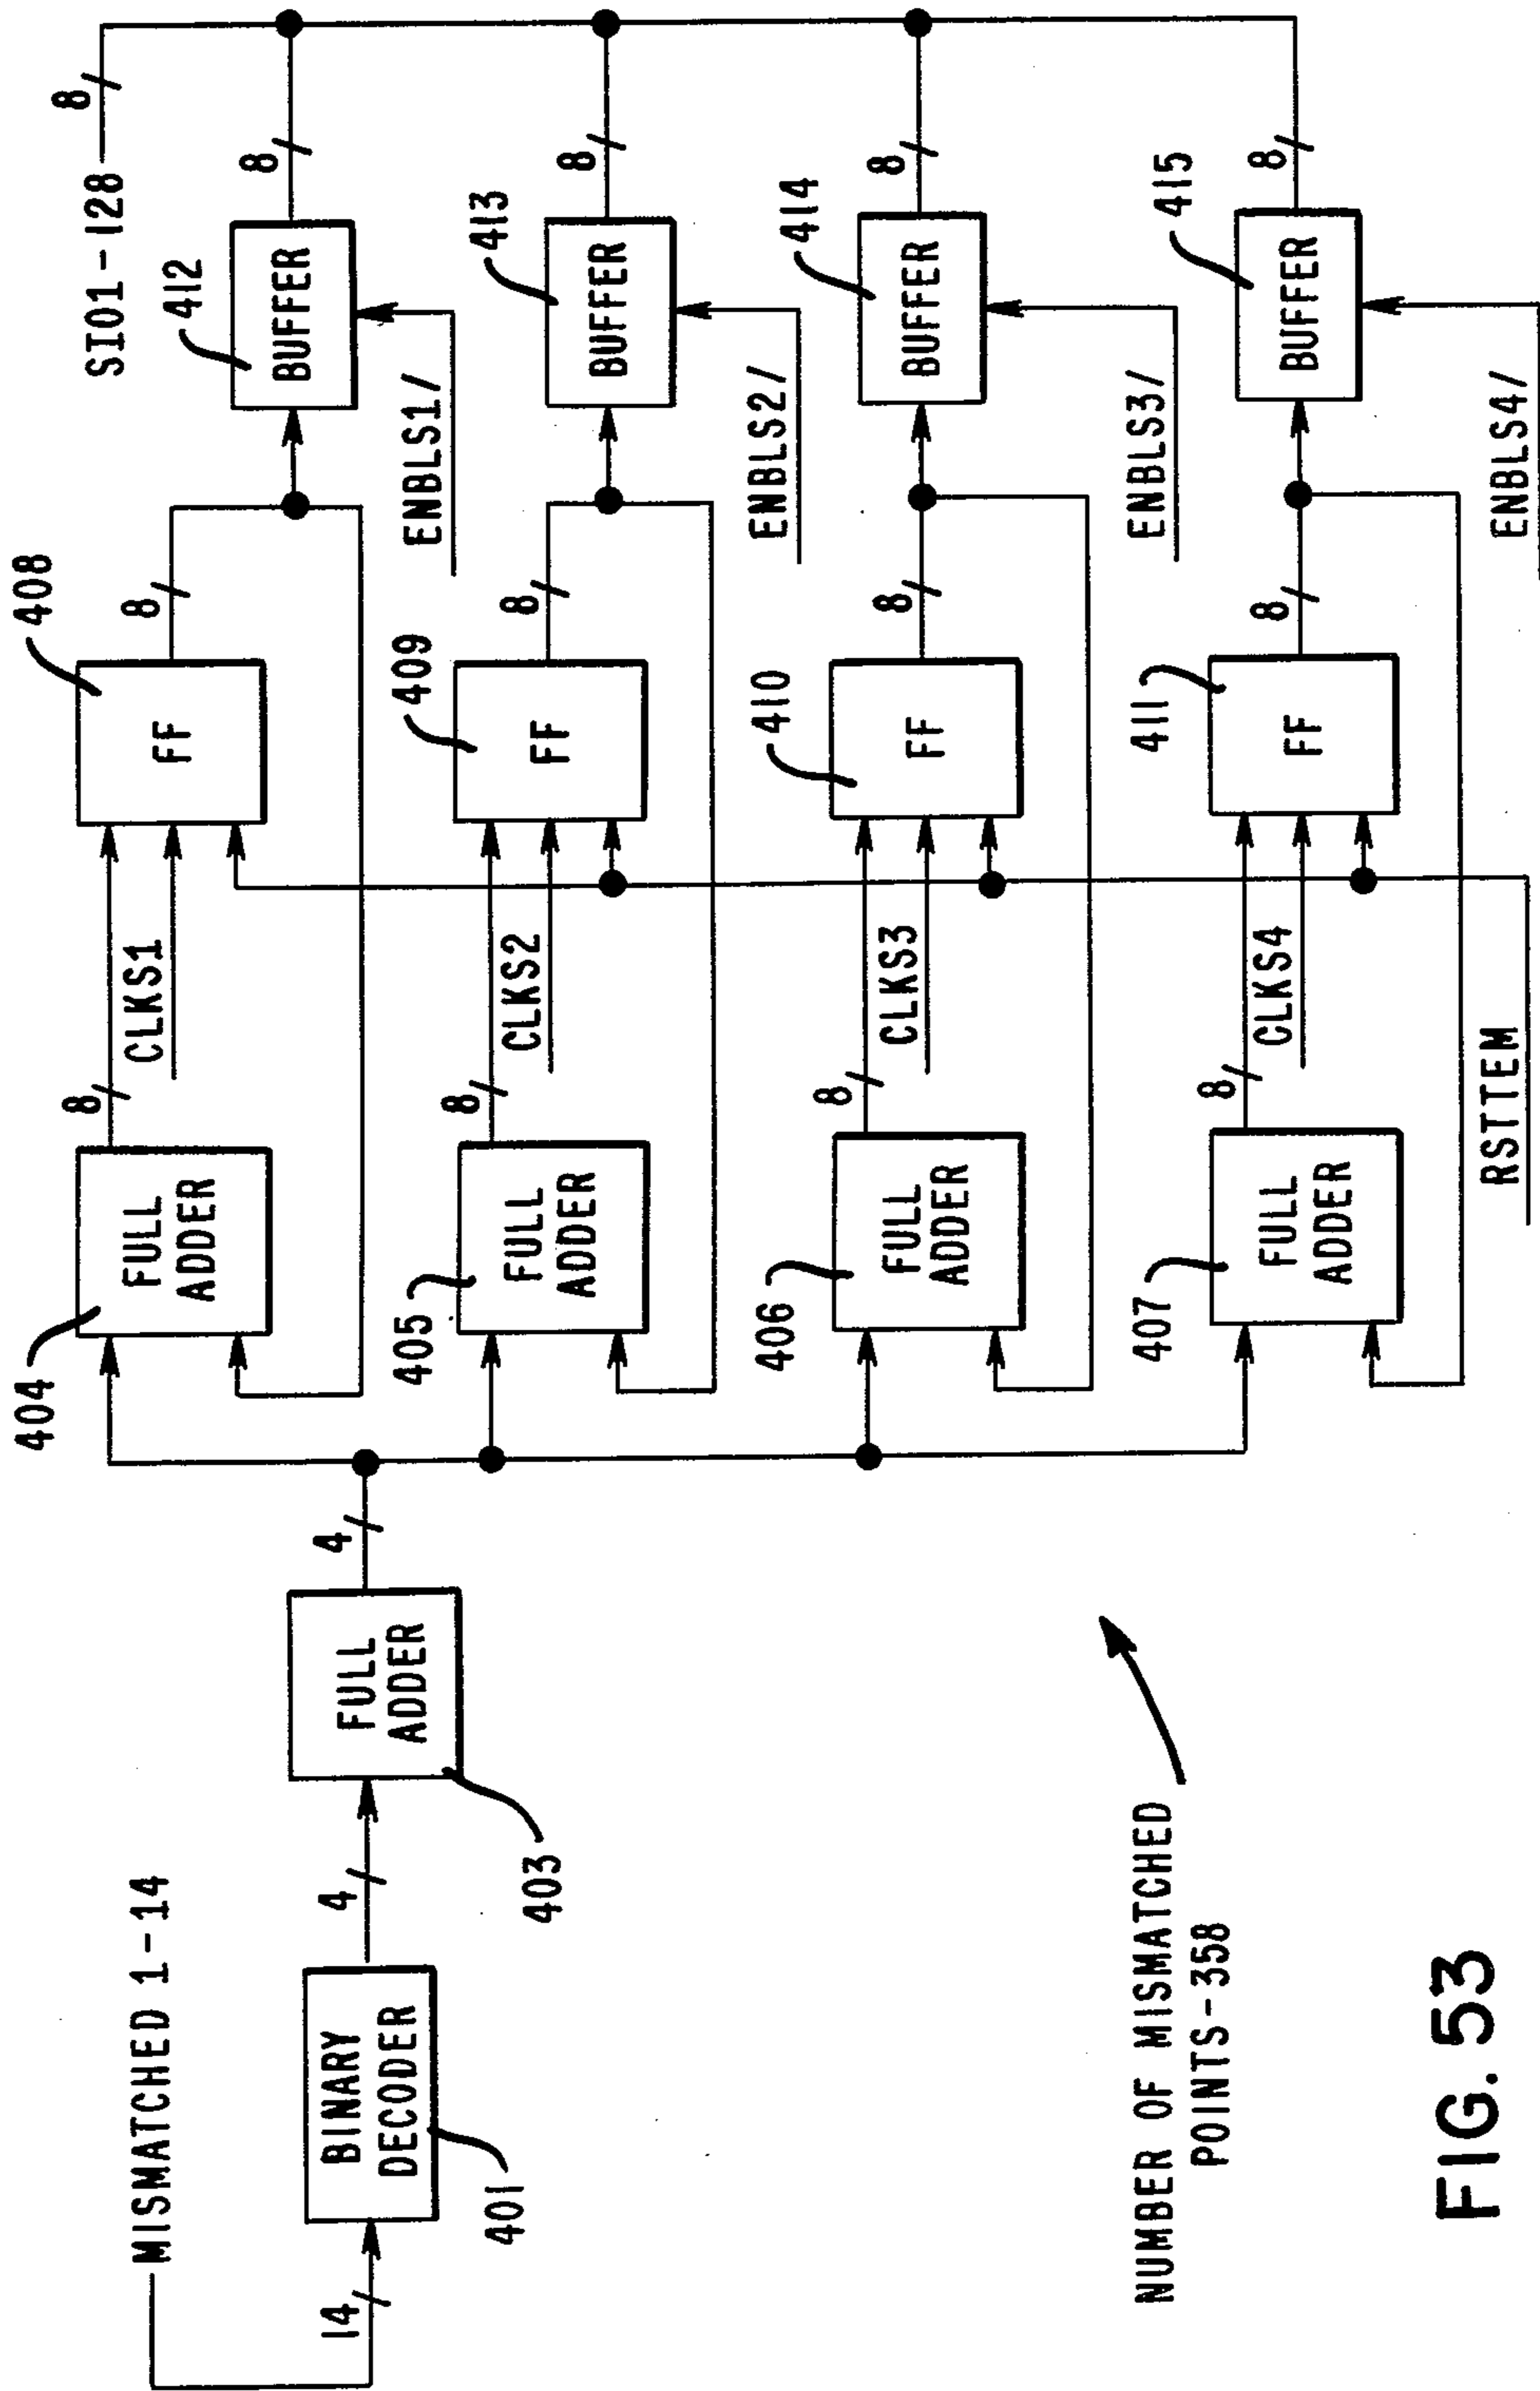 MISMATCHED 1-14
14
BINARY
DECODER
401
4
FULL
ADDER
403
4
404
FULL
ADDER
8
CLKS1
408
FF
8
412
BUFFER
ENBLS1/
8
SI01-128
8
405
FULL
ADDER
8
CLKS2
409
FF
8
413
BUFFER
ENBLS2/
8
406
FULL
ADDER
8
CLKS3
410
FF
8
414
BUFFER
ENBLS3/
8
407
FULL
ADDER
8
CLKS4
411
FF
8
415
BUFFER
ENBLS4/
8
RSTTEM
NUMBER OF MISMATCHED
POINTS-358
FIG. 53